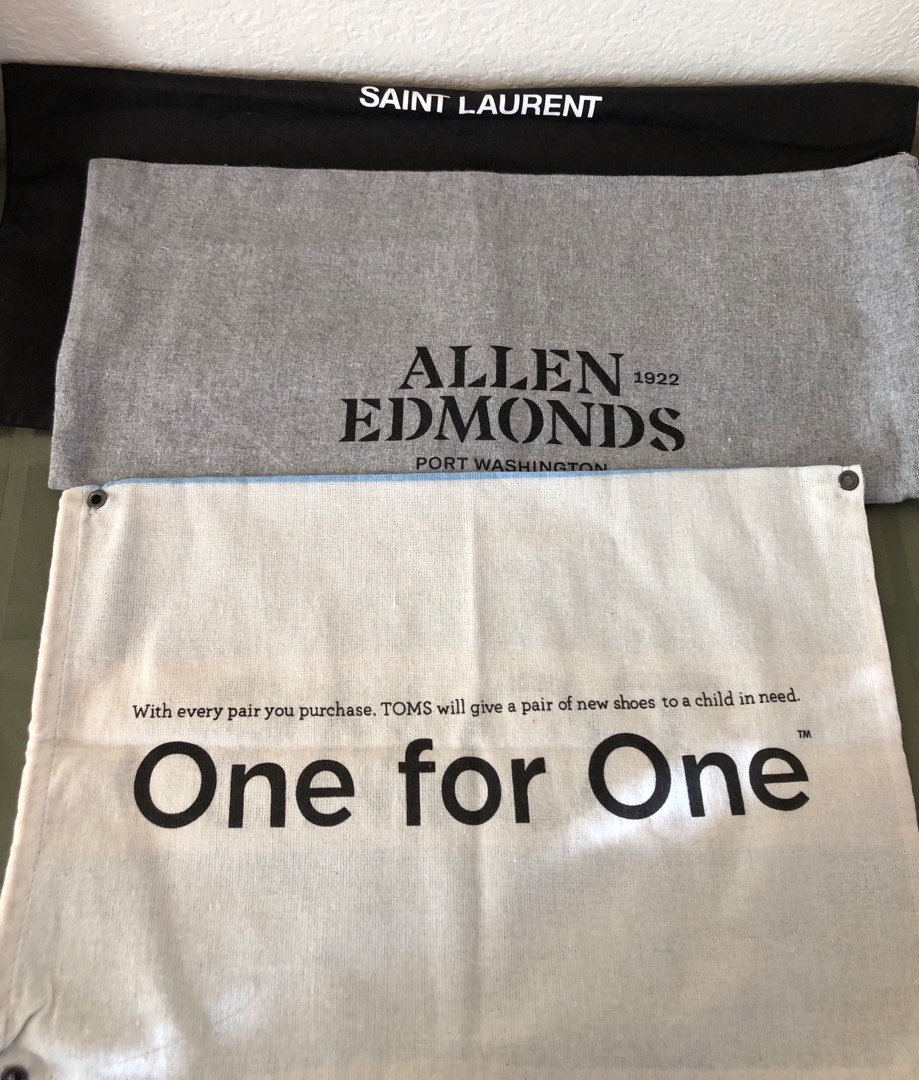 SAINT LAURENT
ALLEN 1922
EDMONDS
PORT WASHINGTON
With every pair you purchase, TOMS will give a pair of new shoes to a child in need.
One for One™